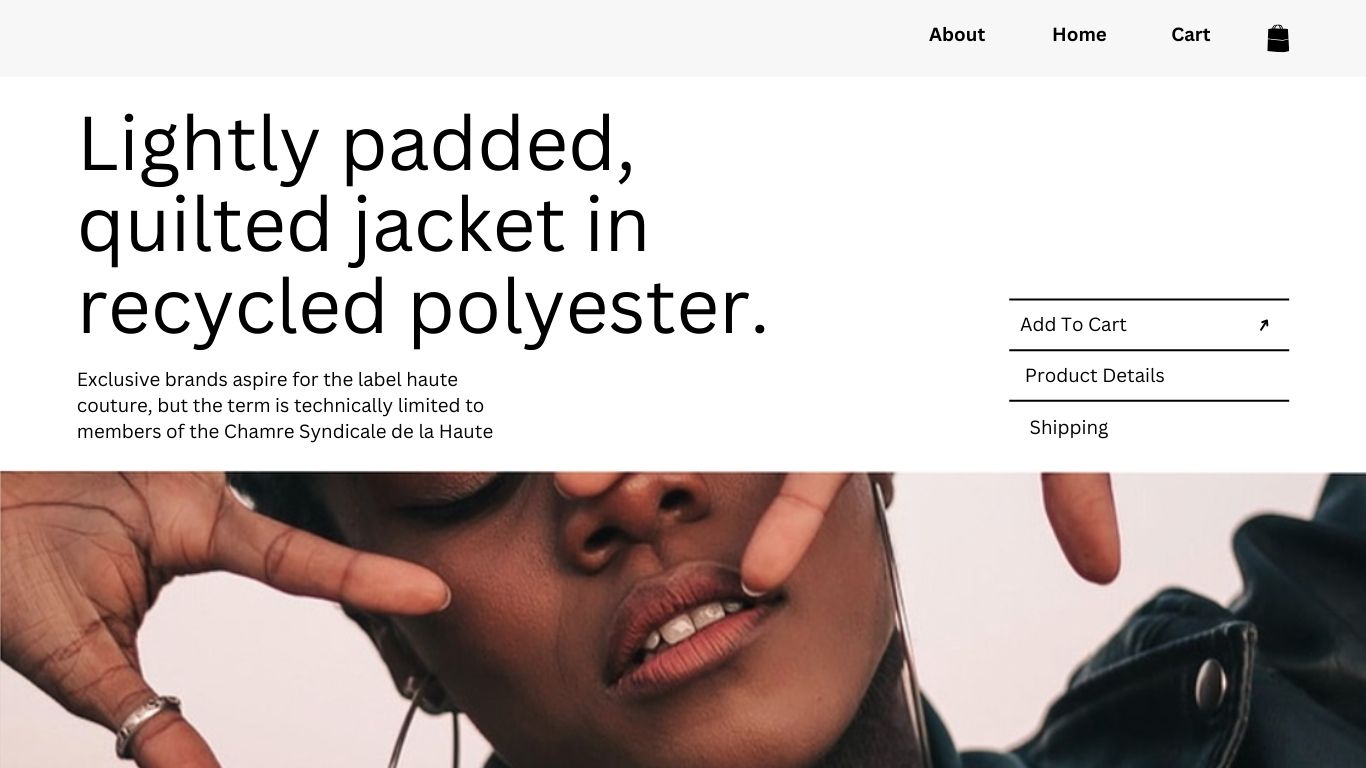 About Home Cart
Lightly padded,
quilted jacket in
recycled polyester.
Exclusive brands aspire for the label haute
couture, but the term is technically limited to
members of the Chamre Syndicale de la Haute
Add To Cart
Product Details
Shipping